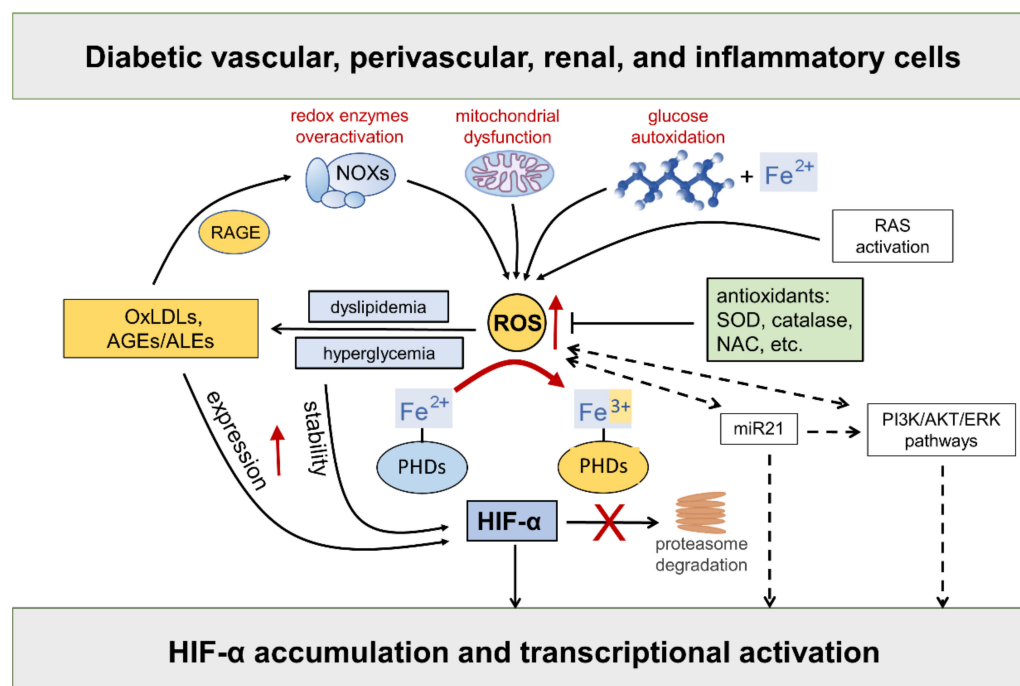 Diabetic vascular, perivascular, renal, and inflammatory cells
redox enzymes
overactivation
mitochondrial
dysfunction
glucose
autoxidation
NOXs
+ Fe2+
RAGE
RAS
activation
OxLDLs,
AGEs/ALEs
dyslipidemia
hyperglycemia
ROS
antioxidants:
SOD, catalase,
NAC, etc.
expression
stability
Fe2+
PHDs
Fe3+
PHDs
miR21
PI3K/AKT/ERK
pathways
HIF-α
proteasome
degradation
HIF-α accumulation and transcriptional activation